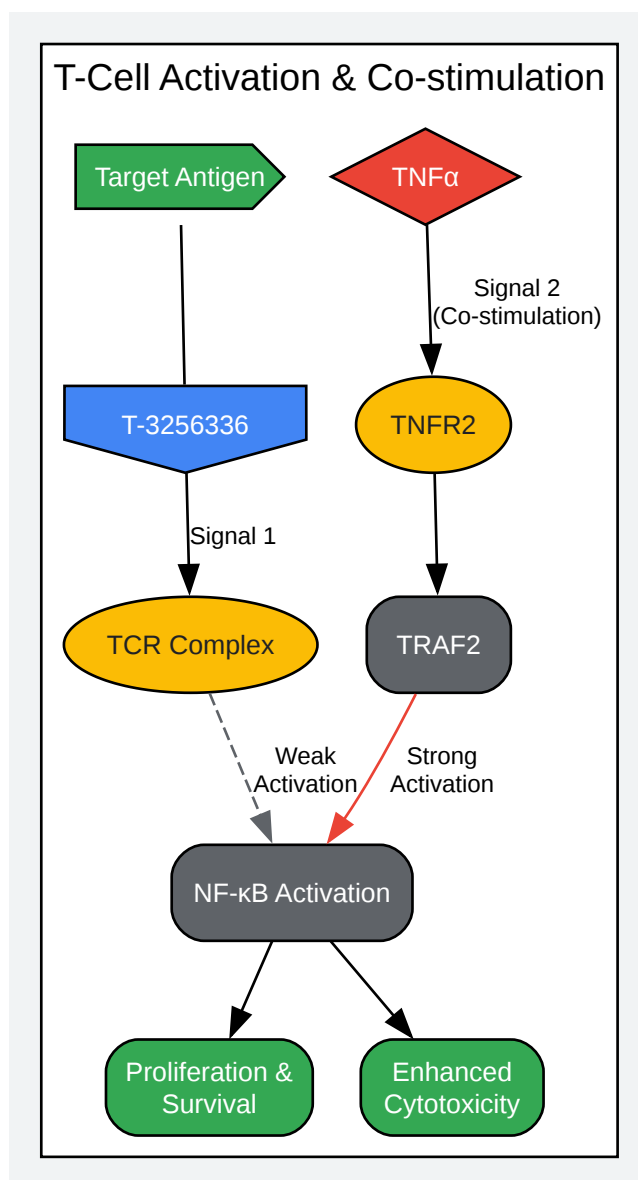 T-Cell Activation & Co-stimulation
Target Antigen
TNFα
Signal 2
(Co-stimulation)
T-3256336
TNFR2
Signal 1
TCR Complex
TRAF2
Weak
Activation
Strong
Activation
NF-κB Activation
Proliferation &
Survival
Enhanced
Cytotoxicity